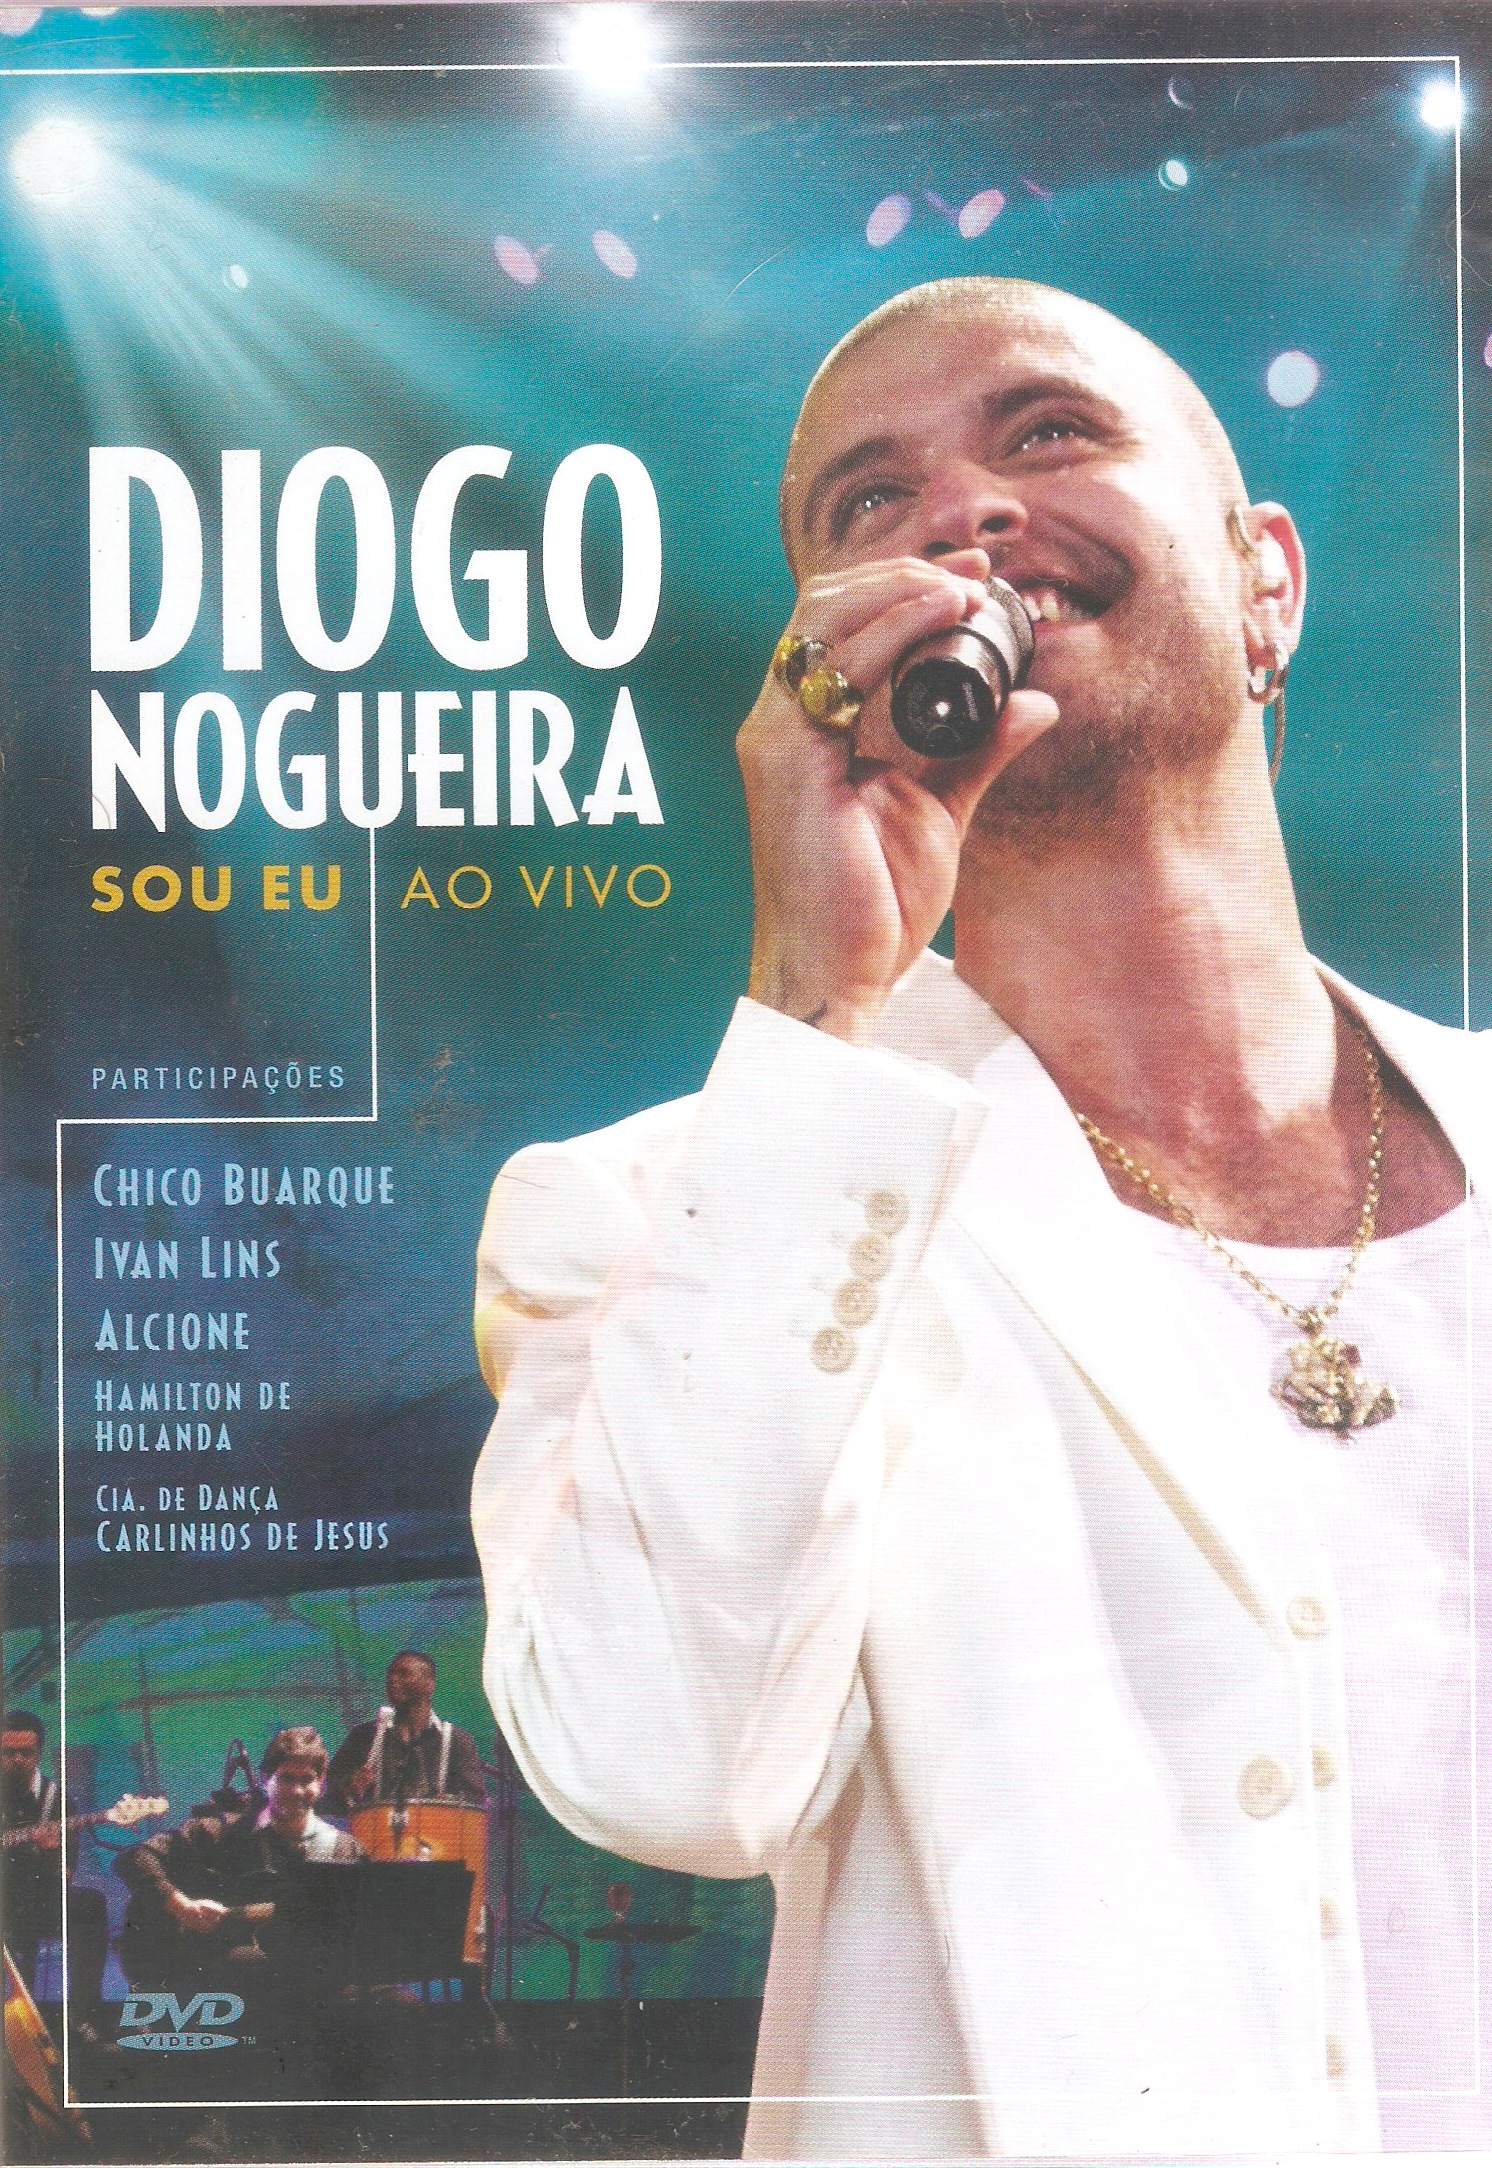 DIOGO
NOGUEIRA
SOU EU AO VIVO
PARTICIPAÇÕES
CHICO BUARQUE
IVAN LINS
ALCIONE
HAMILTON DE
HOLANDA
CIA. DE DANÇA
CARLINHOS DE JESUS
DVD
VIDEO™